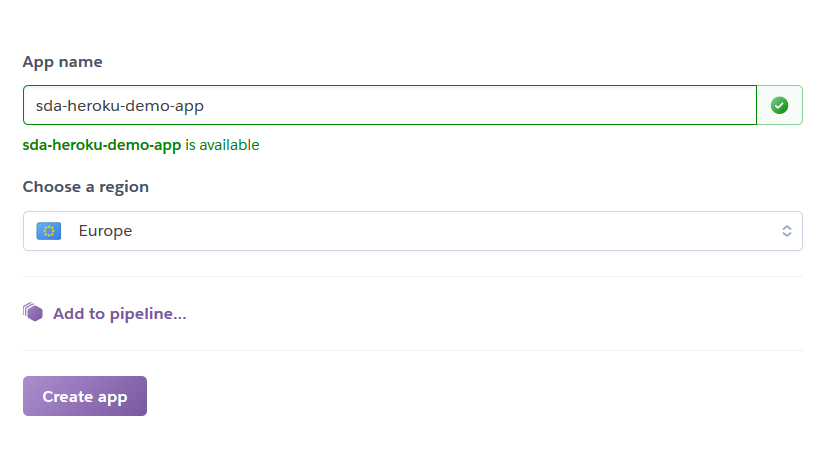 App name
sda-heroku-demo-app
sda-heroku-demo-app is available
Choose a region
Europe
Add to pipeline...
Create app